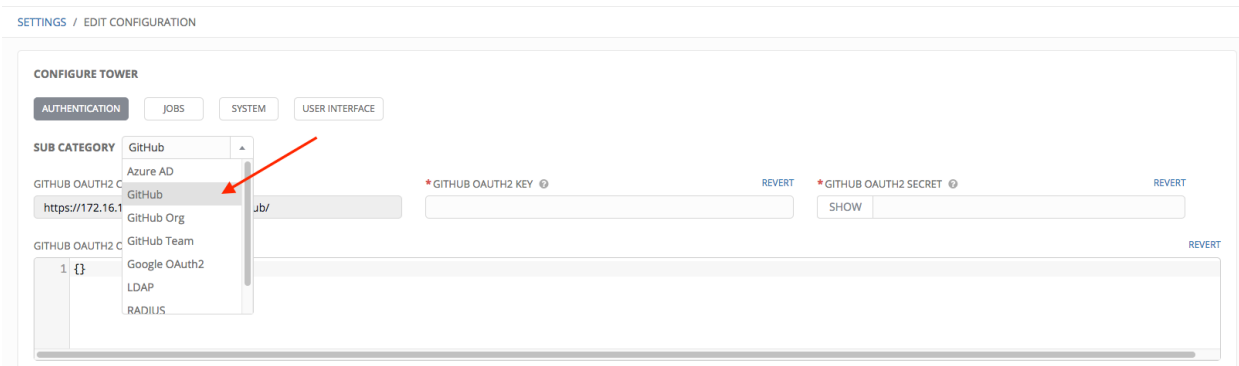 SETTINGS / EDIT CONFIGURATION
CONFIGURE TOWER
AUTHENTICATION JOBS SYSTEM USER INTERFACE
SUB CATEGORY GitHub
Azure AD
GitHub
GitHub Org
GitHub Team
Google OAuth2
LDAP
RADIUS
GITHUB OAUTH2 C
https://172.16.1 ub/
* GITHUB OAUTH2 KEY REVERT
* GITHUB OAUTH2 SECRET REVERT
SHOW
GITHUB OAUTH2 O REVERT
1 {}